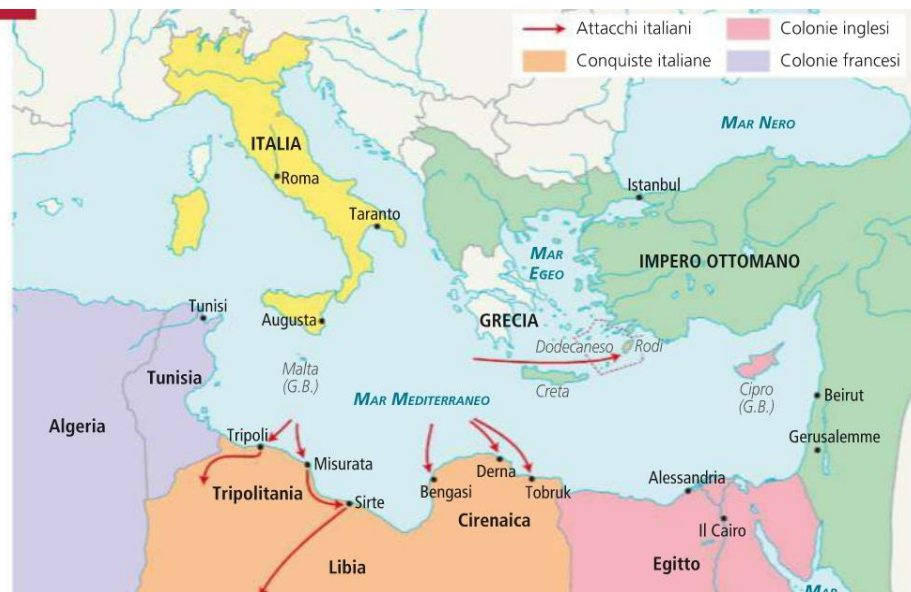 Attacchi italiani
Colonie inglesi
Conquiste italiane
Colonie francesi
MAR NERO
ITALIA
Roma
Istanbul
Taranto
MAR
EGEO
IMPERO OTTOMANO
Tunisi
Augusta
GRECIA
Dodecaneso
Rodi
Malta
(G.B.)
Tunisia
Creta
Cipro
(G.B.)
MAR MEDITERRANEO
Beirut
Algeria
Tripoli
Gerusalemme
Misurata
Derna
Alessandria
Tripolitania
Bengasi
Tobruk
Sirte
Cirenaica
Il Cairo
Libia
Egitto
MAR